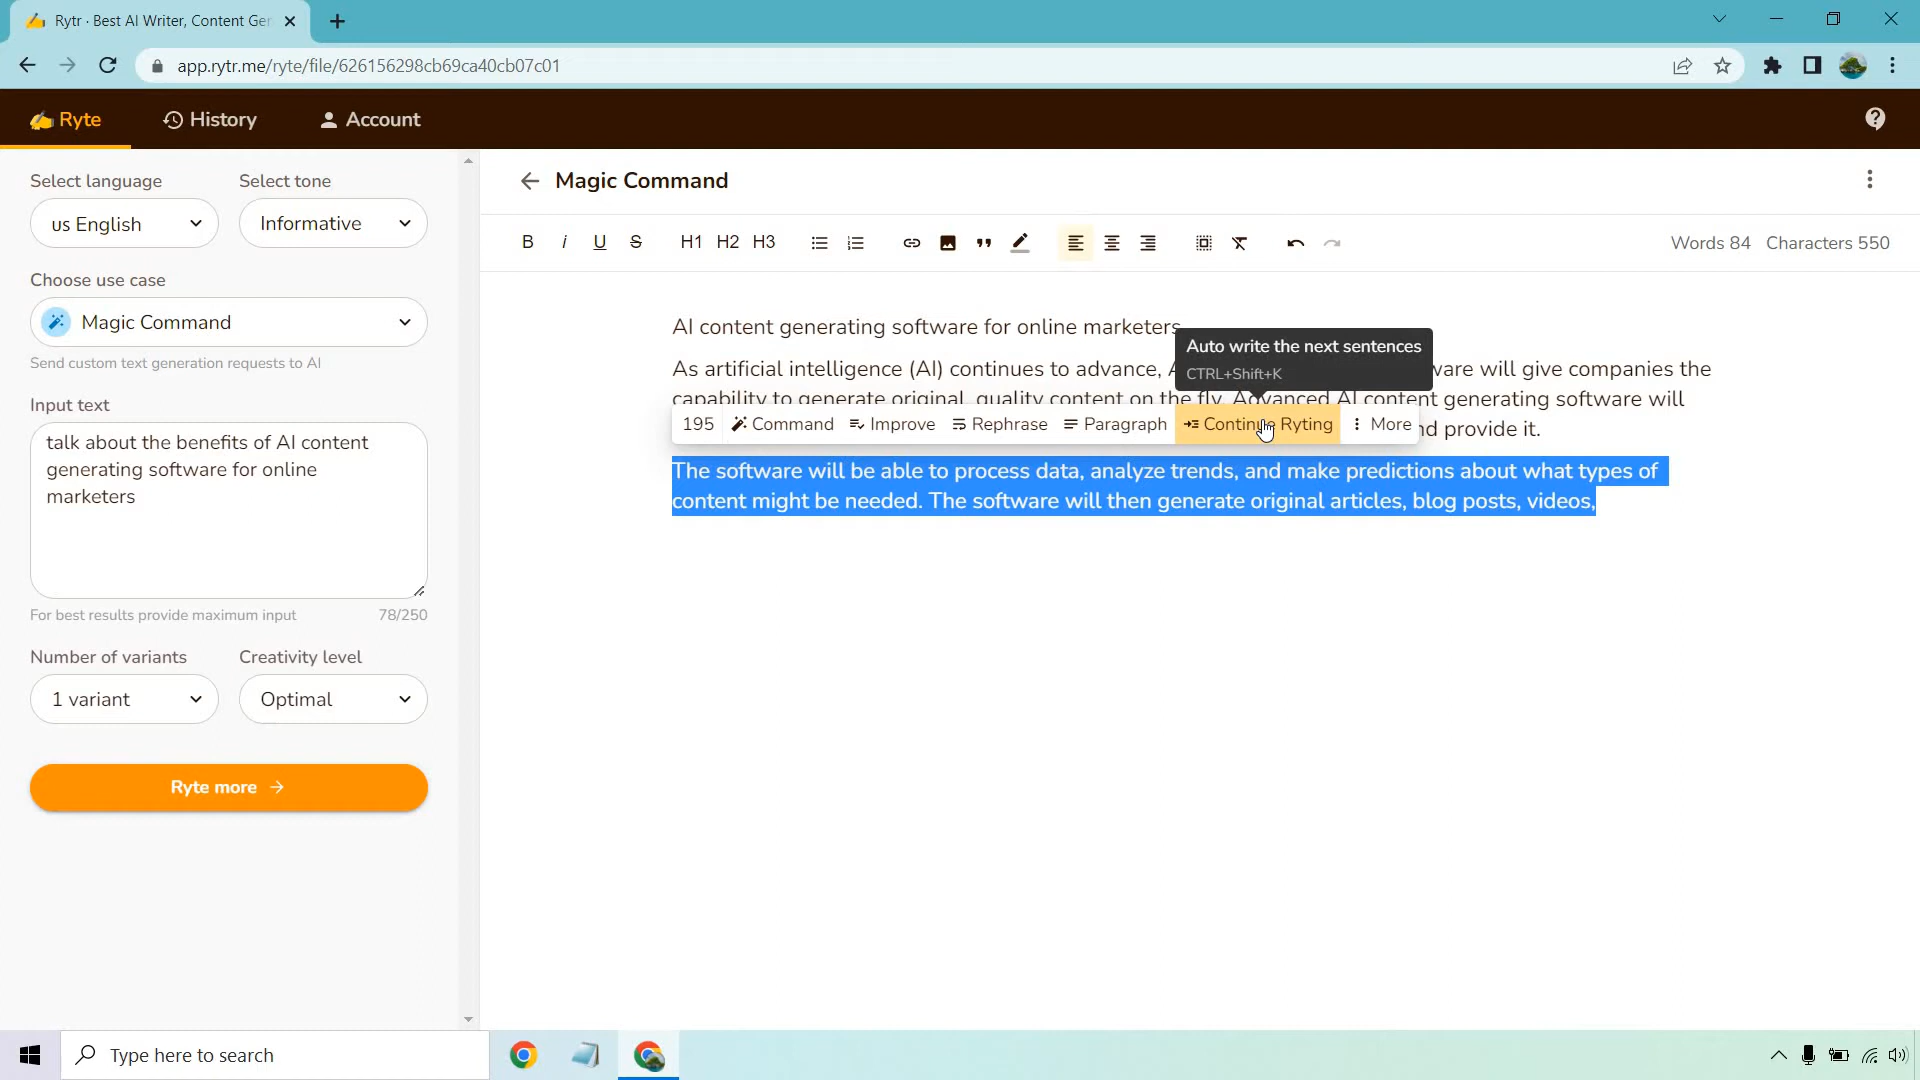 Rytr · Best AI Writer, Content Ger
app.rytr.me/ryte/file/626156298cb69ca40cb07c01
Ryte
History
Account
Select language
Select tone
us English
Informative
Choose use case
Magic Command
Send custom text generation requests to AI
Input text
talk about the benefits of AI content
generating software for online
marketers
For best results provide maximum input
78/250
Number of variants
Creativity level
1 variant
Optimal
Ryte more
Magic Command
B i U S H1 H2 H3
Words 84 Characters 550
AI content generating software for online marketers
Auto write the next sentences
CTRL+Shift+K
As artificial intelligence (AI) continues to advance, ware will give companies the
capability to generate original, quality content on the fly. Advanced AI content generating software will
195 Command Improve Rephrase Paragraph Continue Ryting More
nd provide it.
The software will be able to process data, analyze trends, and make predictions about what types of
content might be needed. The software will then generate original articles, blog posts, videos,
Type here to search